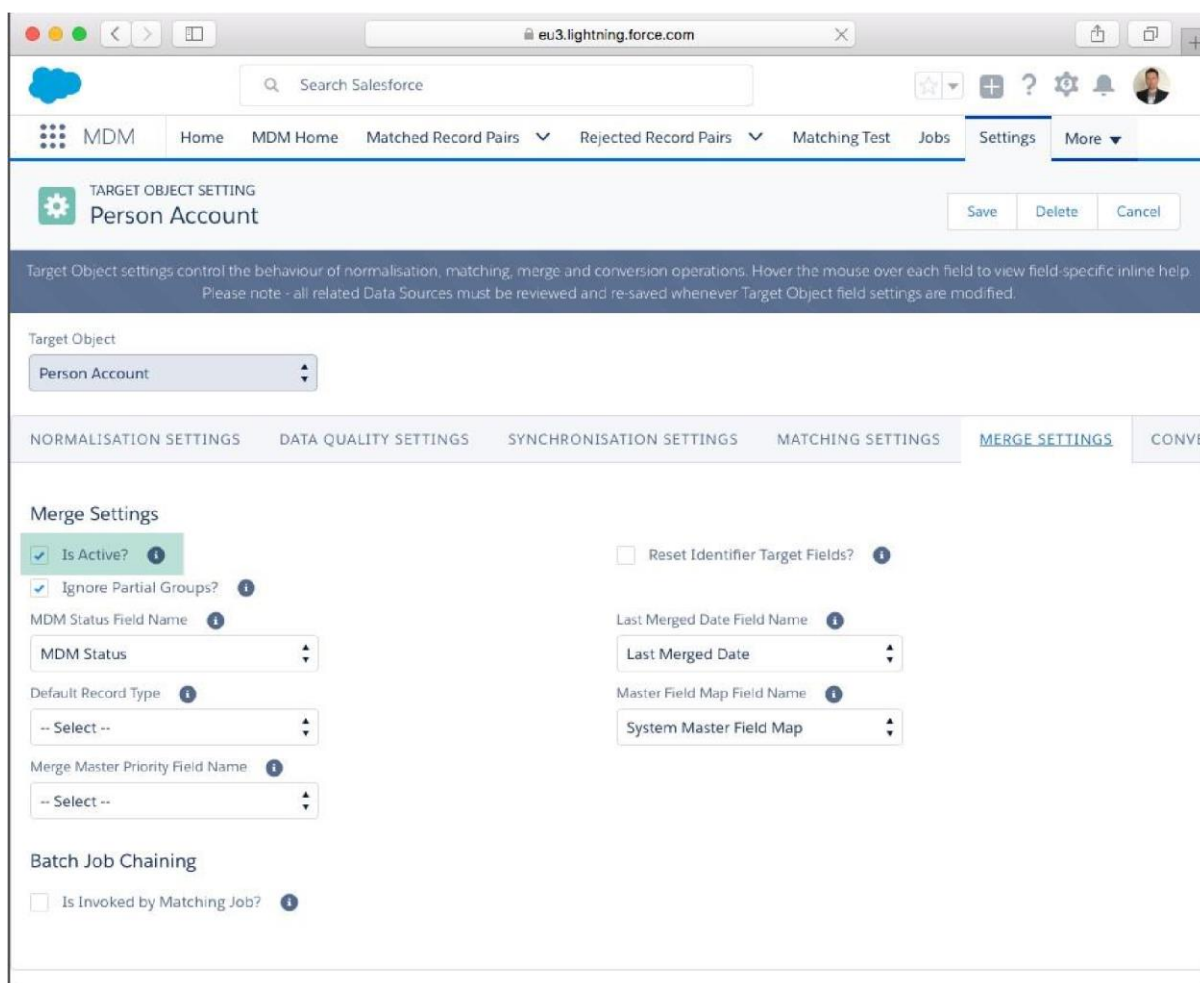 eu3.lightning.force.com
Search Salesforce
MDM Home MDM Home Matched Record Pairs Rejected Record Pairs Matching Test Jobs Settings More
TARGET OBJECT SETTING
Person Account
Save Delete Cancel
Target Object settings control the behaviour of normalisation, matching, merge and conversion operations. Hover the mouse over each field to view field-specific inline help
Please note - all related Data Sources must be reviewed and re-saved whenever Target Object field settings are modified.
Target Object
Person Account
NORMALISATION SETTINGS DATA QUALITY SETTINGS SYNCHRONISATION SETTINGS MATCHING SETTINGS MERGE SETTINGS CONVE
Merge Settings
Is Active? Reset Identifier Target Fields?
Ignore Partial Groups?
MDM Status Field Name Last Merged Date Field Name
MDM Status Last Merged Date
Default Record Type Master Field Map Field Name
-- Select -- System Master Field Map
Merge Master Priority Field Name
-- Select --
Batch Job Chaining
Is Invoked by Matching Job?